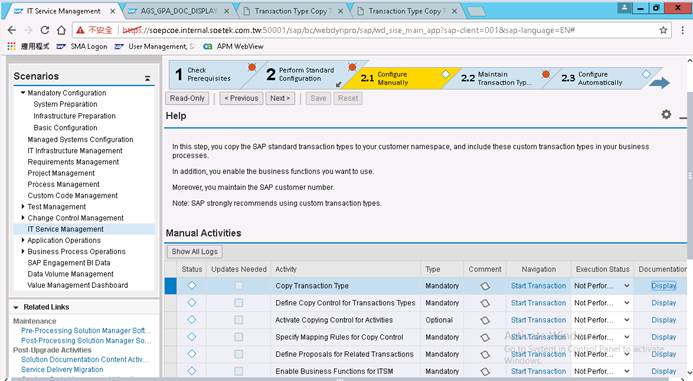 IT Service Management
AGS_GPA_DOC_DISPLAY
Transaction Type Copy T
Transaction Type Copy T
不安全
soepcoe.internal.soetek.com.tw:50001/sap/bc/webdynpro/sap/wd_sise_main_app?sap-client=001&sap-language=EN#
應用程式
SMA Logon
User Management, S
CA APM WebView
Scenarios
Mandatory Configuration
System Preparation
Infrastructure Preparation
Basic Configuration
Managed Systems Configuration
IT Infrastructure Management
Requirements Management
Project Management
Process Management
Custom Code Management
Test Management
Change Control Management
IT Service Management
Application Operations
Business Process Operations
SAP Engagement BI Data
Data Volume Management
Value Management Dashboard
Related Links
Maintenance
Pre-Processing Solution Manager Soft...
Post-Processing Solution Manager So...
Post-Upgrade Activities
Solution Documentation Content Activ...
Service Delivery Migration
1 Check Prerequisites
2 Perform Standard Configuration
2.1 Configure Manually
2.2 Maintain Transaction Typ...
2.3 Configure Automatically
Read-Only
< Previous
Next >
Save
Reset
Help
In this step, you copy the SAP standard transaction types to your customer namespace, and include these custom transaction types in your business
processes.
In addition, you enable the business functions you want to use.
Moreover, you maintain the SAP customer number.
Note: SAP strongly recommends using custom transaction types.
Manual Activities
Show All Logs
Status Updates Needed Activity Type Comment Navigation Execution Status Documentation
Copy Transaction Type Mandatory Start Transaction Not Perfor... Display
Define Copy Control for Transactions Types Mandatory Start Transaction Not Perfor... Display
Activate Copying Control for Activities Optional Start Transaction Not Perfor... Display
Specify Mapping Rules for Copy Control Mandatory Start Transaction Not Perfor... Display
Define Proposals for Related Transactions Mandatory Start Transaction Not Perfor... Display
Enable Business Functions for ITSM Mandatory Start Transaction Not Perfor... Display
Go to System in Control Panel to activate
Windows.